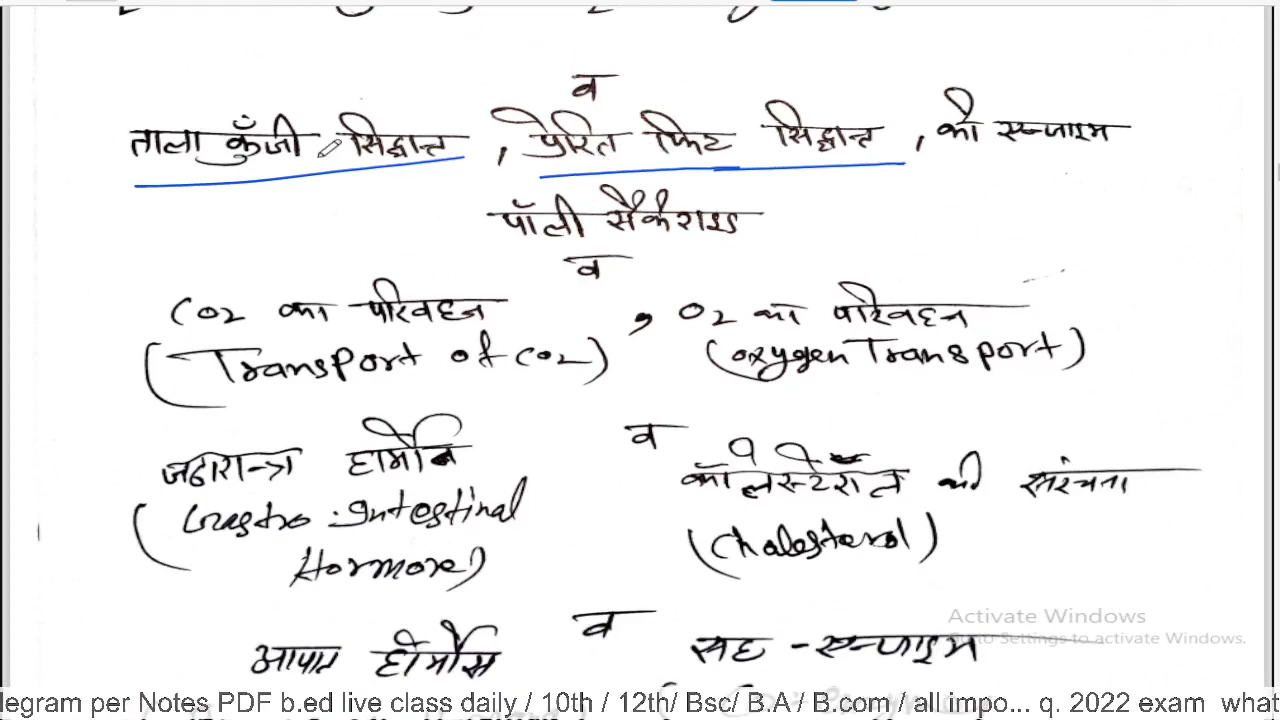 व
ताला कुँजी सिद्धान्त , प्रेरित फिट सिद्धान्त , को एन्जाइम
पॉली सैकैराइड
व
CO2 का परिवहन , O2 का परिवहन
(Transport of CO2) (Oxygen Transport)
व
जठरान्त्र हार्मोन कॉलेस्टेरॉल की संरचना
(Gastro-Intestinal (Cholesterol)
Hormone)
व
आपात हॉर्मोंस सह - एन्जाइम
Activate Windows
Go to Settings to activate Windows.
legram per Notes PDF b.ed live class daily / 10th / 12th/ Bsc/ B.A/ B.com / all impo... q. 2022 exam what